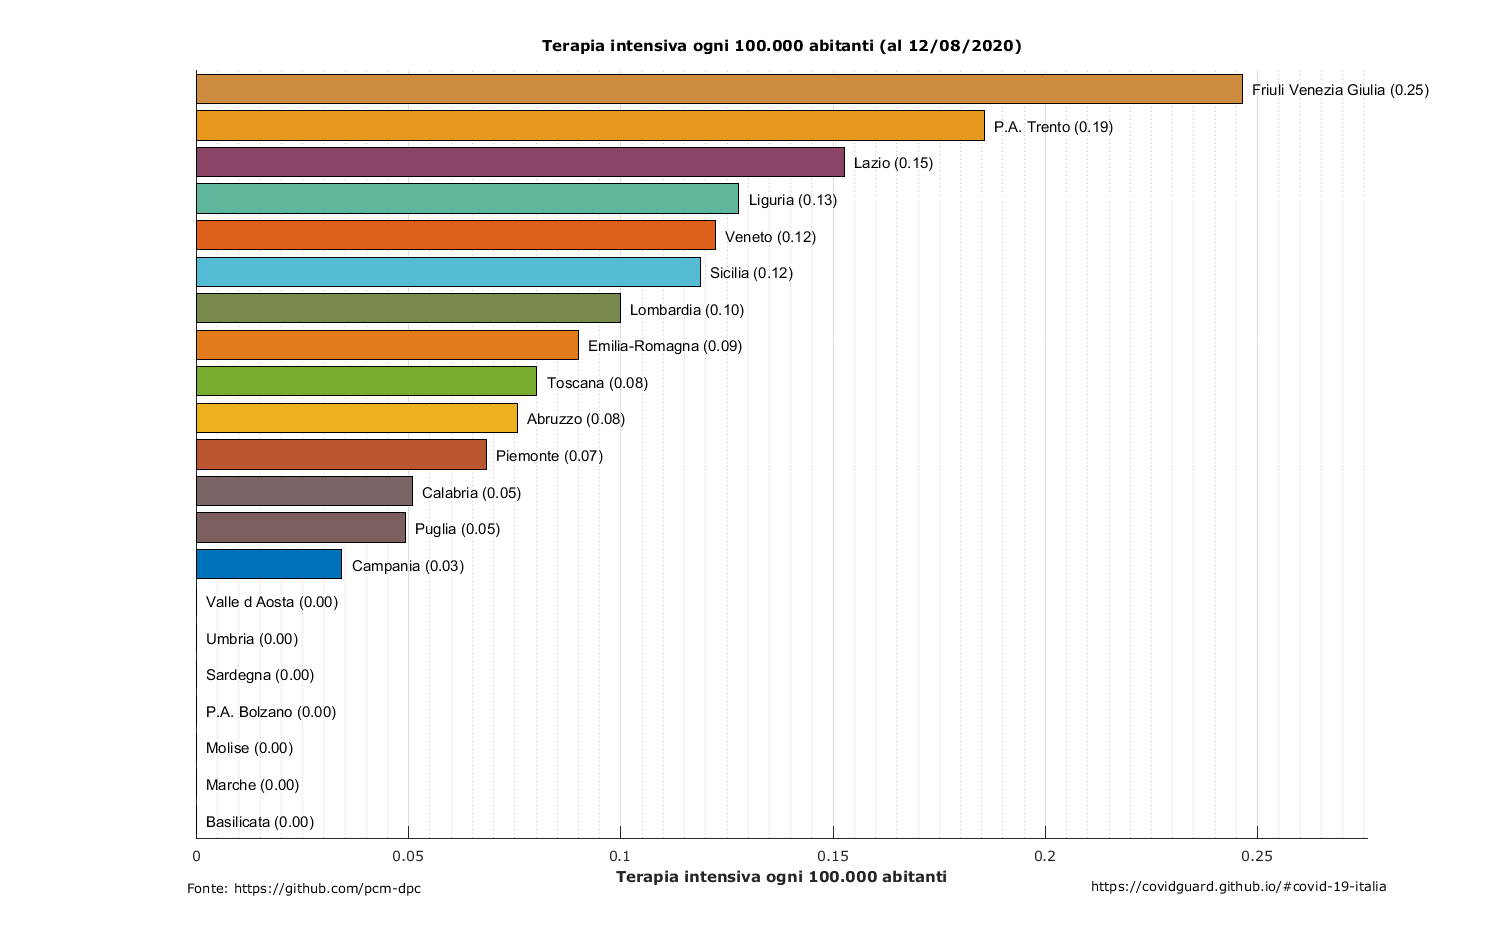 Terapia intensiva ogni 100.000 abitanti (al 12/08/2020)
Friuli Venezia Giulia (0.25)
P.A. Trento (0.19)
Lazio (0.15)
Liguria (0.13)
Veneto (0.12)
Sicilia (0.12)
Lombardia (0.10)
Emilia-Romagna (0.09)
Toscana (0.08)
Abruzzo (0.08)
Piemonte (0.07)
Calabria (0.05)
Puglia (0.05)
Campania (0.03)
Valle d Aosta (0.00)
Umbria (0.00)
Sardegna (0.00)
P.A. Bolzano (0.00)
Molise (0.00)
Marche (0.00)
Basilicata (0.00)
0 0.05 0.1 0.15 0.2 0.25
Terapia intensiva ogni 100.000 abitanti
Fonte: https://github.com/pcm-dpc
https://covidguard.github.io/#covid-19-italia